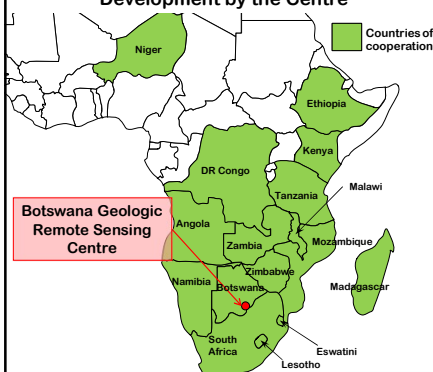 Development by the Centre
Countries of
cooperation
Niger
Ethiopia
Kenya
DR Congo
Tanzania
Malawi
Botswana Geologic
Remote Sensing
Centre
Angola
Zambia
Mozambique
Zimbabwe
Namibia
Botswana
Madagascar
South
Africa
Eswatini
Lesotho